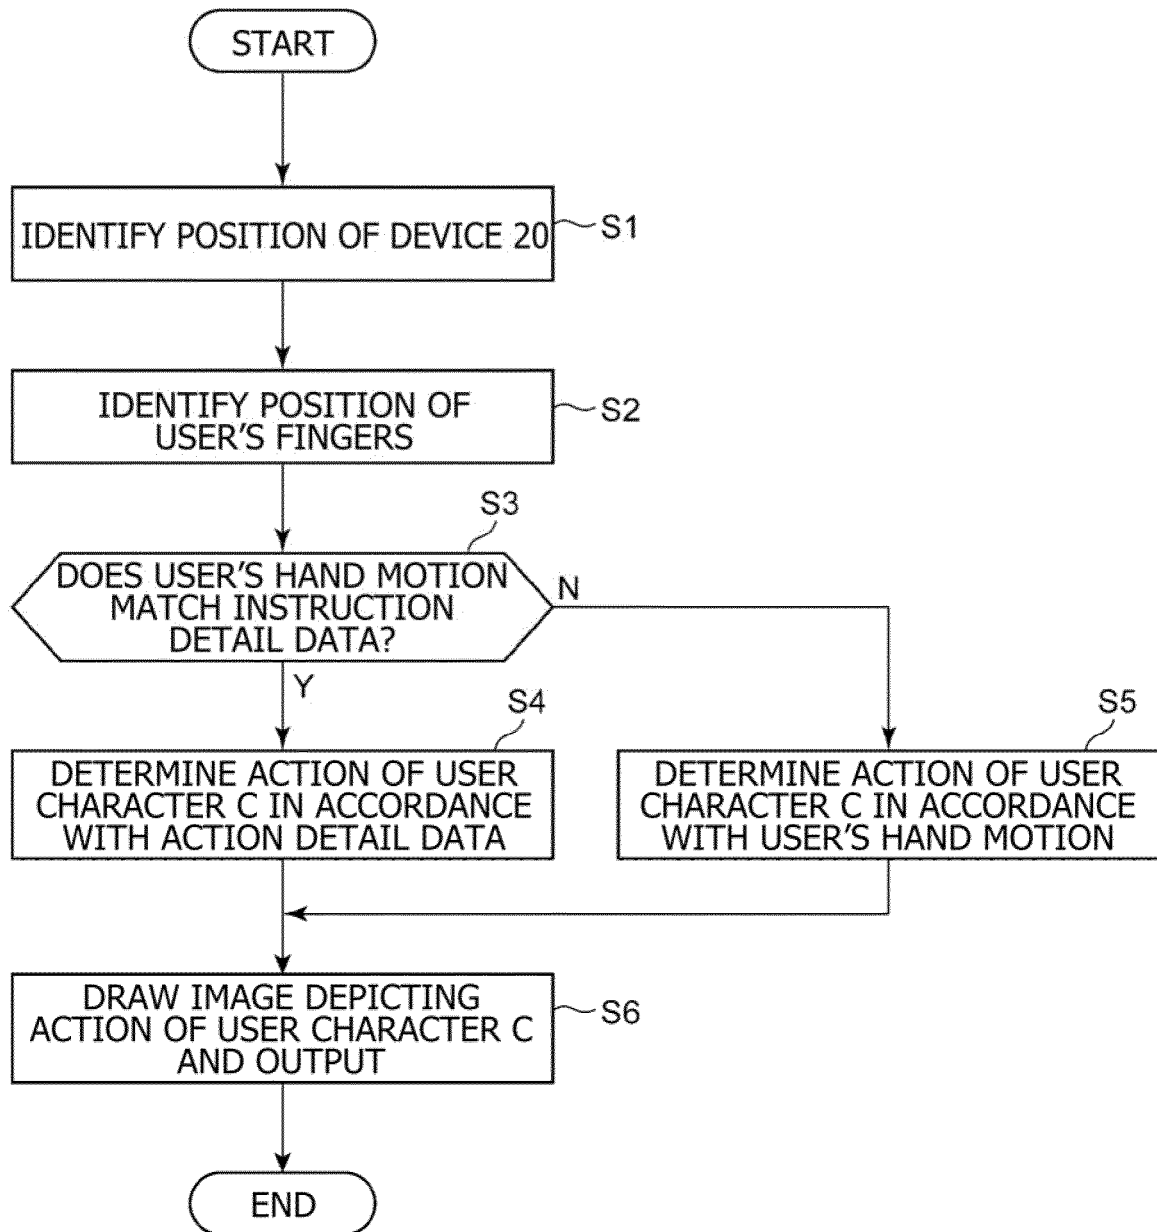 START
IDENTIFY POSITION OF DEVICE 20
S1
IDENTIFY POSITION OF
USER'S FINGERS
S2
S3
DOES USER'S HAND MOTION
MATCH INSTRUCTION
DETAIL DATA?
N
Y
S4
DETERMINE ACTION OF USER
CHARACTER C IN ACCORDANCE
WITH ACTION DETAIL DATA
S5
DETERMINE ACTION OF USER
CHARACTER C IN ACCORDANCE
WITH USER'S HAND MOTION
DRAW IMAGE DEPICTING
ACTION OF USER CHARACTER C
AND OUTPUT
S6
END